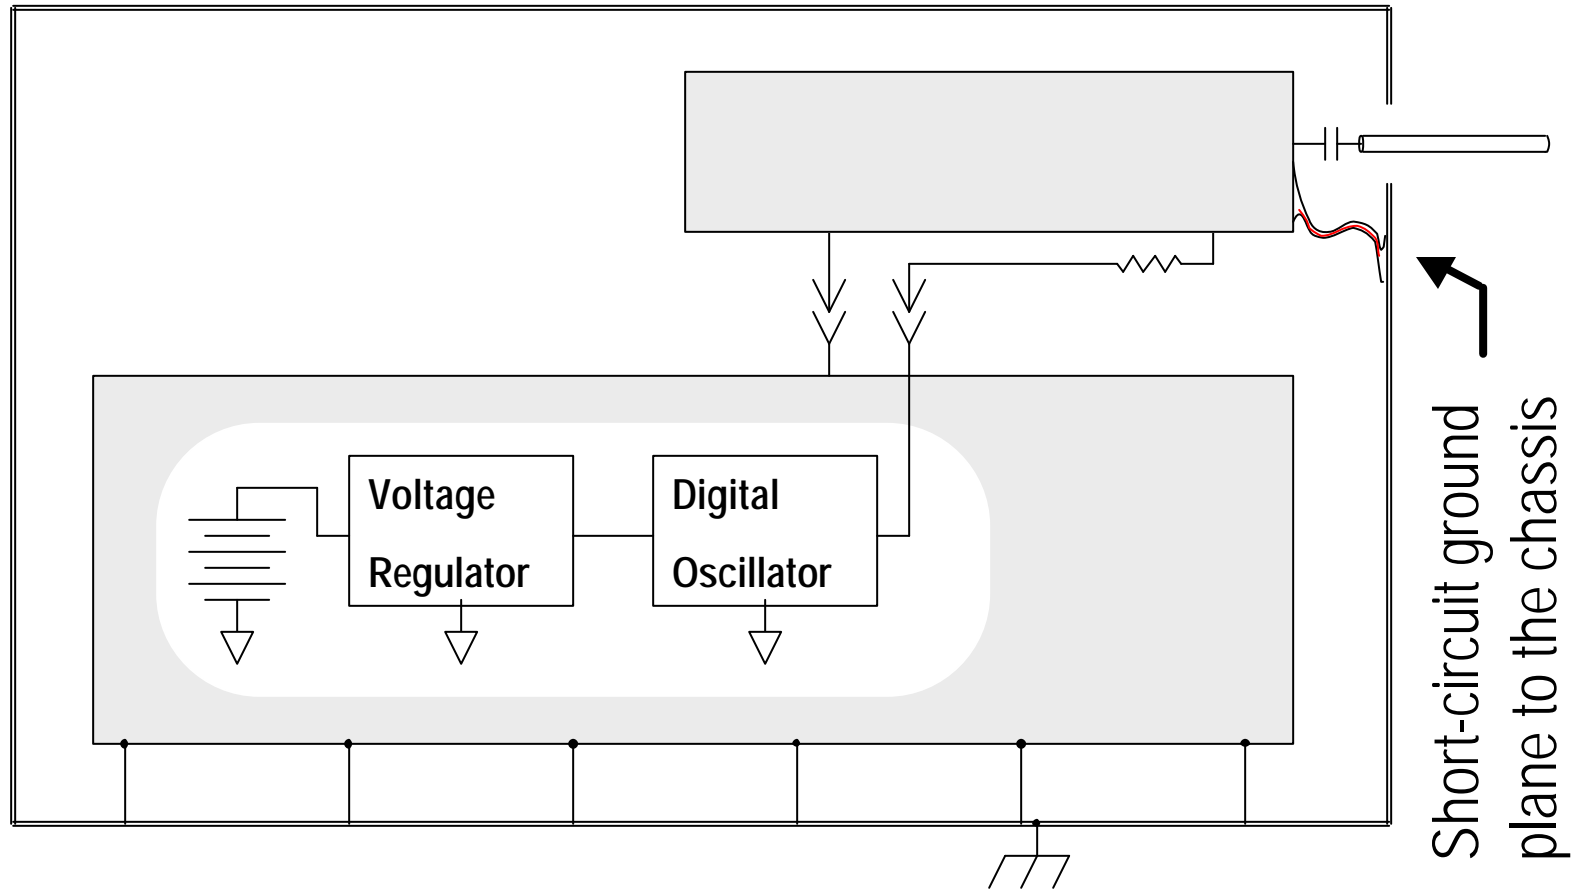 Voltage
Regulator
Digital
Oscillator
Short-circuit ground
plane to the chassis